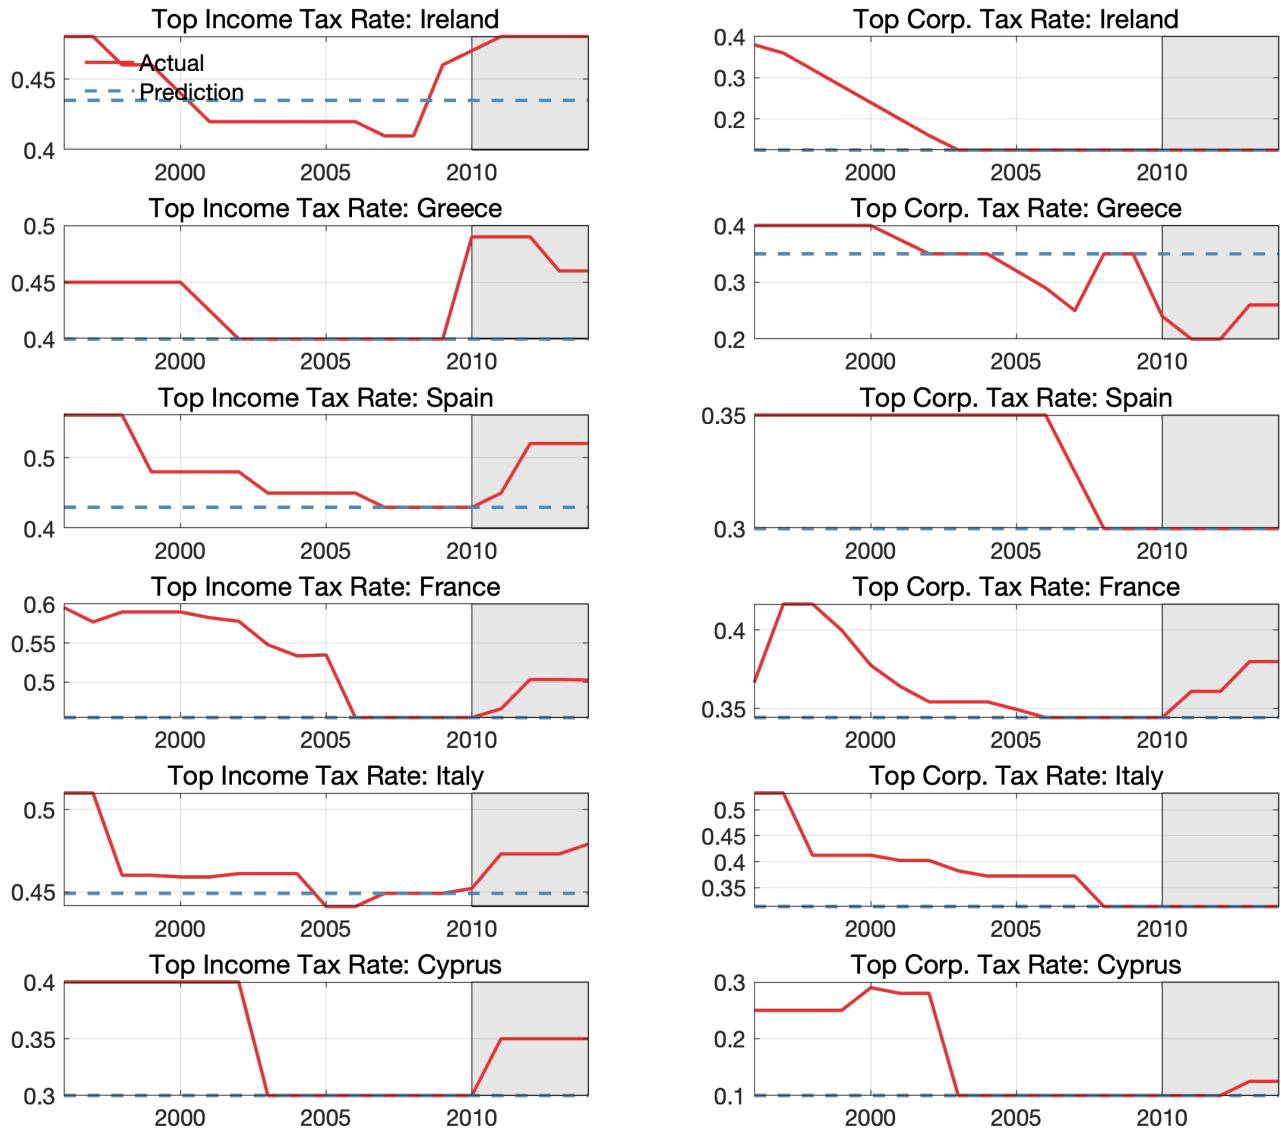 Top Income Tax Rate: Ireland
0.45
0.4
Actual
Prediction
2000 2005 2010
Top Corp. Tax Rate: Ireland
0.4
0.3
0.2
2000 2005 2010
Top Income Tax Rate: Greece
0.5
0.45
0.4
2000 2005 2010
Top Corp. Tax Rate: Greece
0.4
0.3
0.2
2000 2005 2010
Top Income Tax Rate: Spain
0.5
0.4
2000 2005 2010
Top Corp. Tax Rate: Spain
0.35
0.3
2000 2005 2010
Top Income Tax Rate: France
0.6
0.55
0.5
2000 2005 2010
Top Corp. Tax Rate: France
0.4
0.35
2000 2005 2010
Top Income Tax Rate: Italy
0.5
0.45
2000 2005 2010
Top Corp. Tax Rate: Italy
0.5
0.45
0.4
0.35
2000 2005 2010
Top Income Tax Rate: Cyprus
0.4
0.35
0.3
2000 2005 2010
Top Corp. Tax Rate: Cyprus
0.3
0.2
0.1
2000 2005 2010